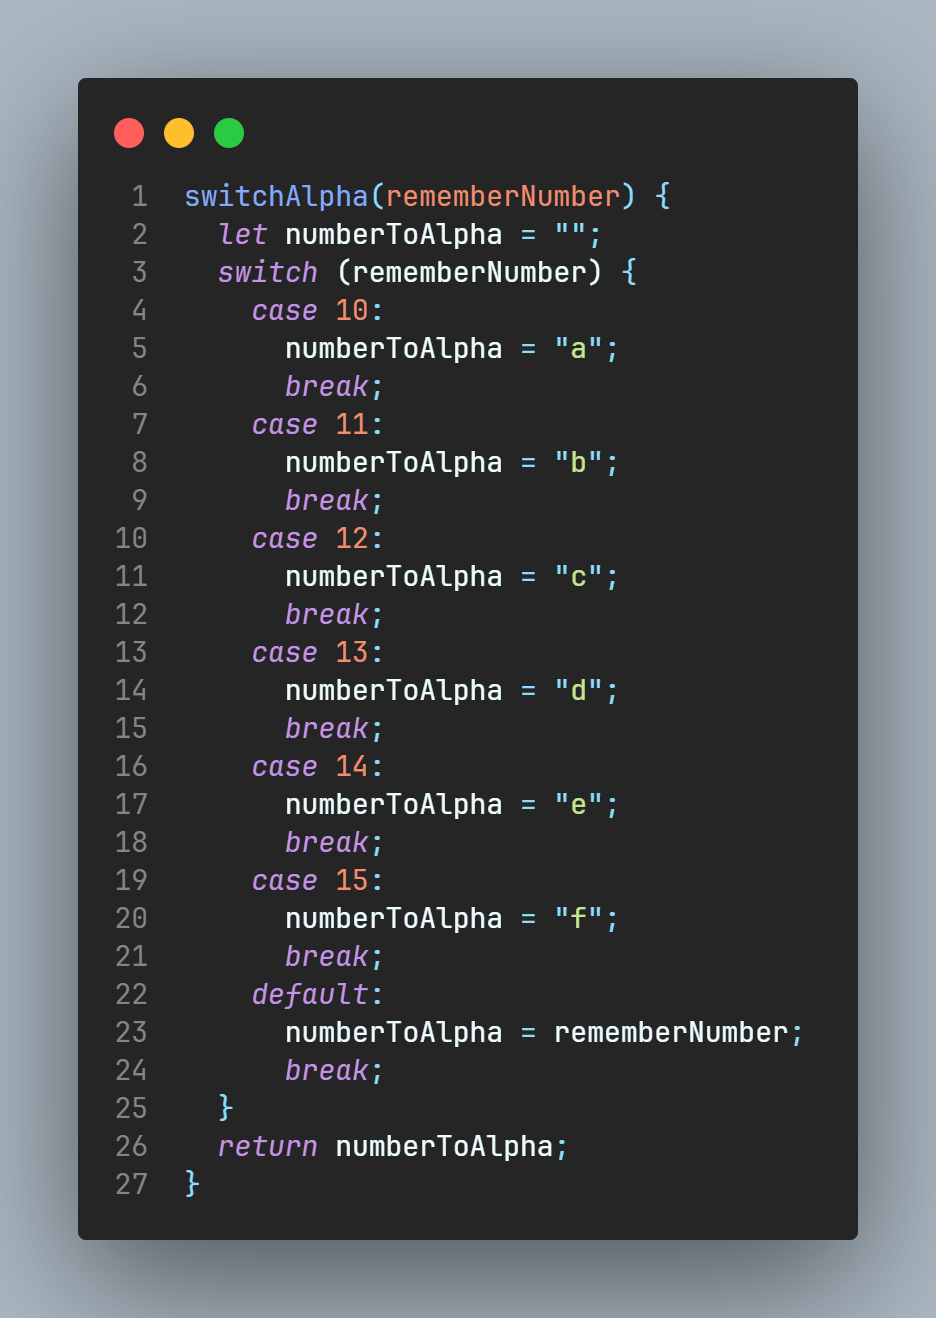 1 switchAlpha(rememberNumber) {
2   let numberToAlpha = "";
3   switch (rememberNumber) {
4     case 10:
5       numberToAlpha = "a";
6       break;
7     case 11:
8       numberToAlpha = "b";
9       break;
10     case 12:
11       numberToAlpha = "c";
12       break;
13     case 13:
14       numberToAlpha = "d";
15       break;
16     case 14:
17       numberToAlpha = "e";
18       break;
19     case 15:
20       numberToAlpha = "f";
21       break;
22     default:
23       numberToAlpha = rememberNumber;
24       break;
25   }
26   return numberToAlpha;
27 }